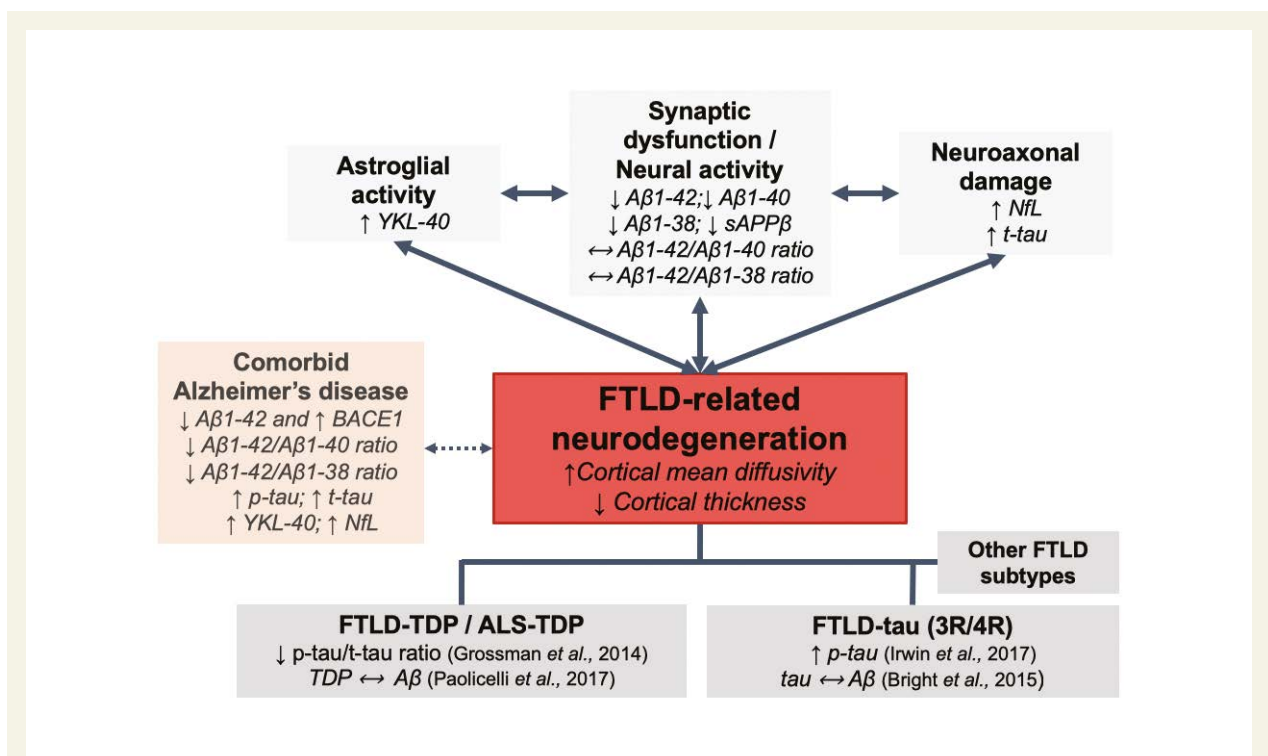 Astroglial
activity
↑ YKL-40
Synaptic
dysfunction /
Neural activity
↓ Aβ1-42;↓ Aβ1-40
↓ Aβ1-38; ↓ sAPPβ
↔ Aβ1-42/Aβ1-40 ratio
↔ Aβ1-42/Aβ1-38 ratio
Neuroaxonal
damage
↑ NfL
↑ t-tau
Comorbid
Alzheimer's disease
↓ Aβ1-42 and ↑ BACE1
↓ Aβ1-42/Aβ1-40 ratio
↓ Aβ1-42/Aβ1-38 ratio
↑ p-tau; ↑ t-tau
↑ YKL-40; ↑ NfL
FTLD-related
neurodegeneration
↑Cortical mean diffusivity
↓ Cortical thickness
Other FTLD
subtypes
FTLD-TDP / ALS-TDP
↓ p-tau/t-tau ratio (Grossman et al., 2014)
TDP ↔ Aβ (Paolicelli et al., 2017)
FTLD-tau (3R/4R)
↑ p-tau (Irwin et al., 2017)
tau ↔ Aβ (Bright et al., 2015)